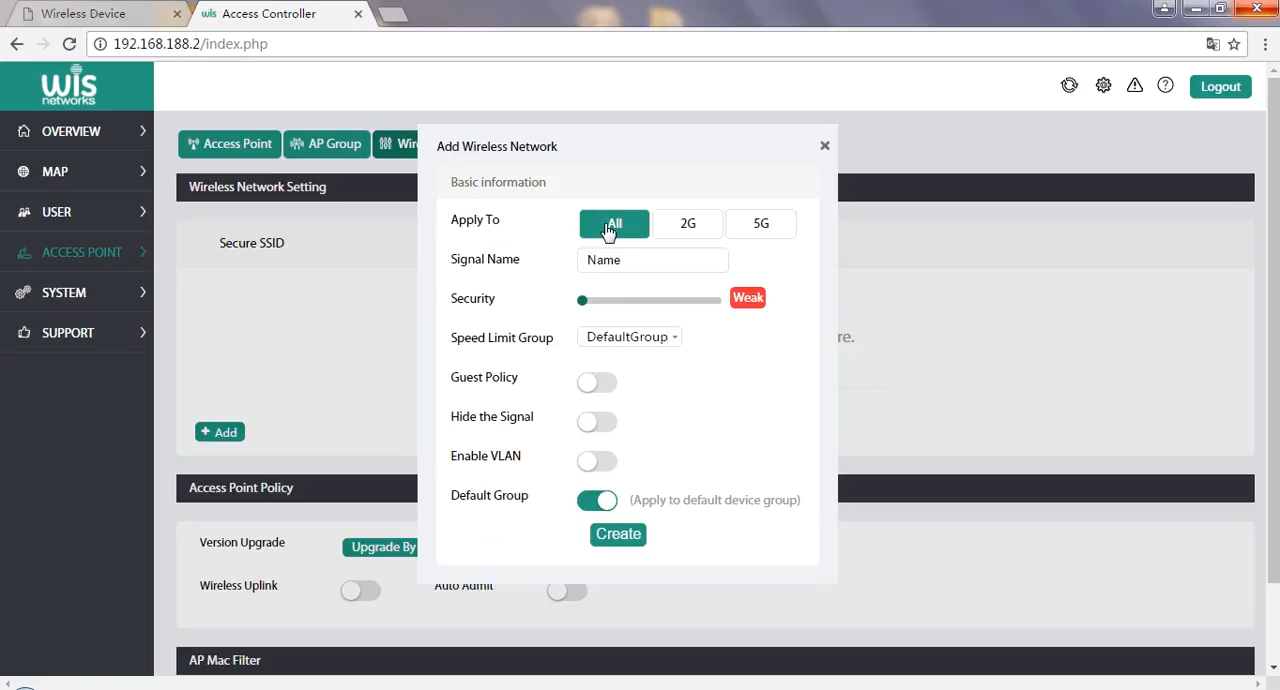 Wireless Device
wis Access Controller
192.168.188.2/index.php
wis
networks
Logout
OVERVIEW
MAP
USER
ACCESS POINT
SYSTEM
SUPPORT
Access Point
AP Group
Wir
Wireless Network Setting
Secure SSID
re.
+ Add
Add Wireless Network
Basic information
Apply To
All
2G
5G
Signal Name
Name
Security
Weak
Speed Limit Group
DefaultGroup
Guest Policy
Hide the Signal
Enable VLAN
Default Group
(Apply to default device group)
Create
Access Point Policy
Version Upgrade
Upgrade By
Wireless Uplink
Auto Admit
AP Mac Filter